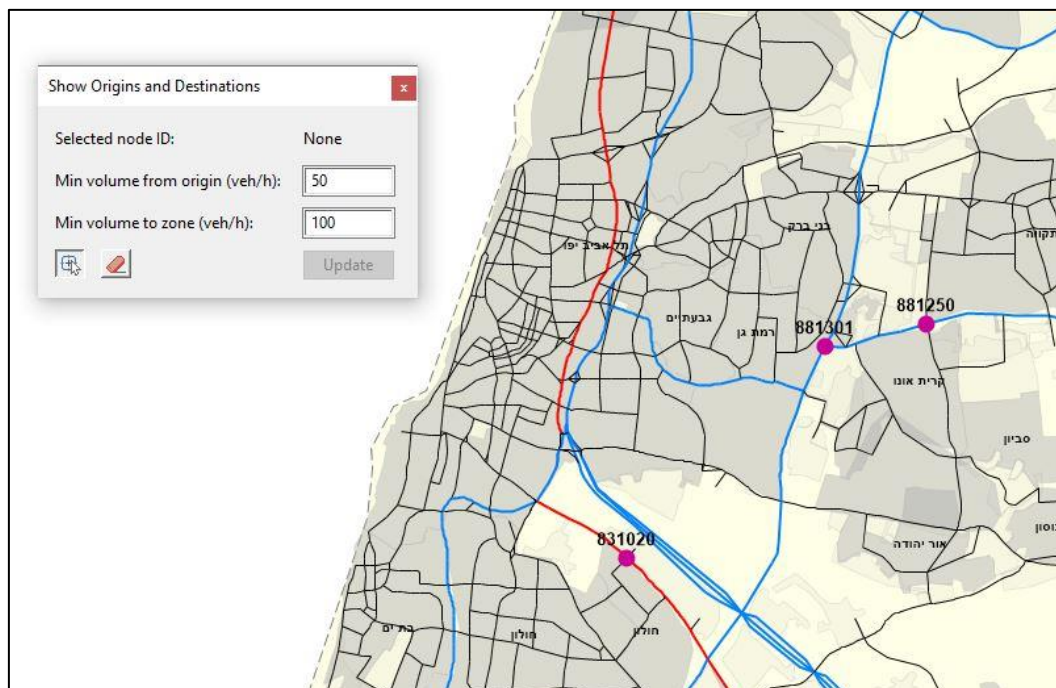 Show Origins and Destinations
x
Selected node ID: None
Min volume from origin (veh/h): 50
Min volume to zone (veh/h): 100
Update
בני ברק
תקווה
תל אביב יפו
881250
גבעתיים
רמת גן
881301
קרית אונו
סביון
831020
אור יהודה
בת ים
חולון
חולון